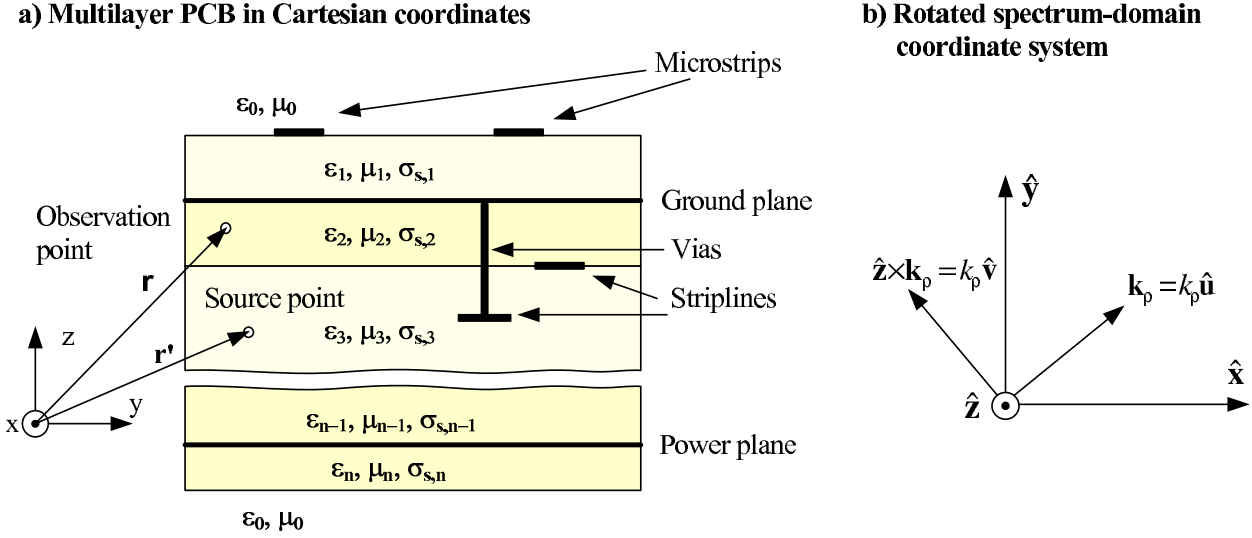 a) Multilayer PCB in Cartesian coordinates
Microstrips
ε0, μ0
ε1, μ1, σs,1
Ground plane
Observation
point
ε2, μ2, σs,2
Vias
r
Source point
Striplines
ε3, μ3, σs,3
z
r'
y
x
εn–1, μn–1, σs,n–1
Power plane
εn, μn, σs,n
ε0, μ0
b) Rotated spectrum-domain
coordinate system
ŷ
ẑ×kρ =kρv̂
kρ =kρû
x̂
ẑ